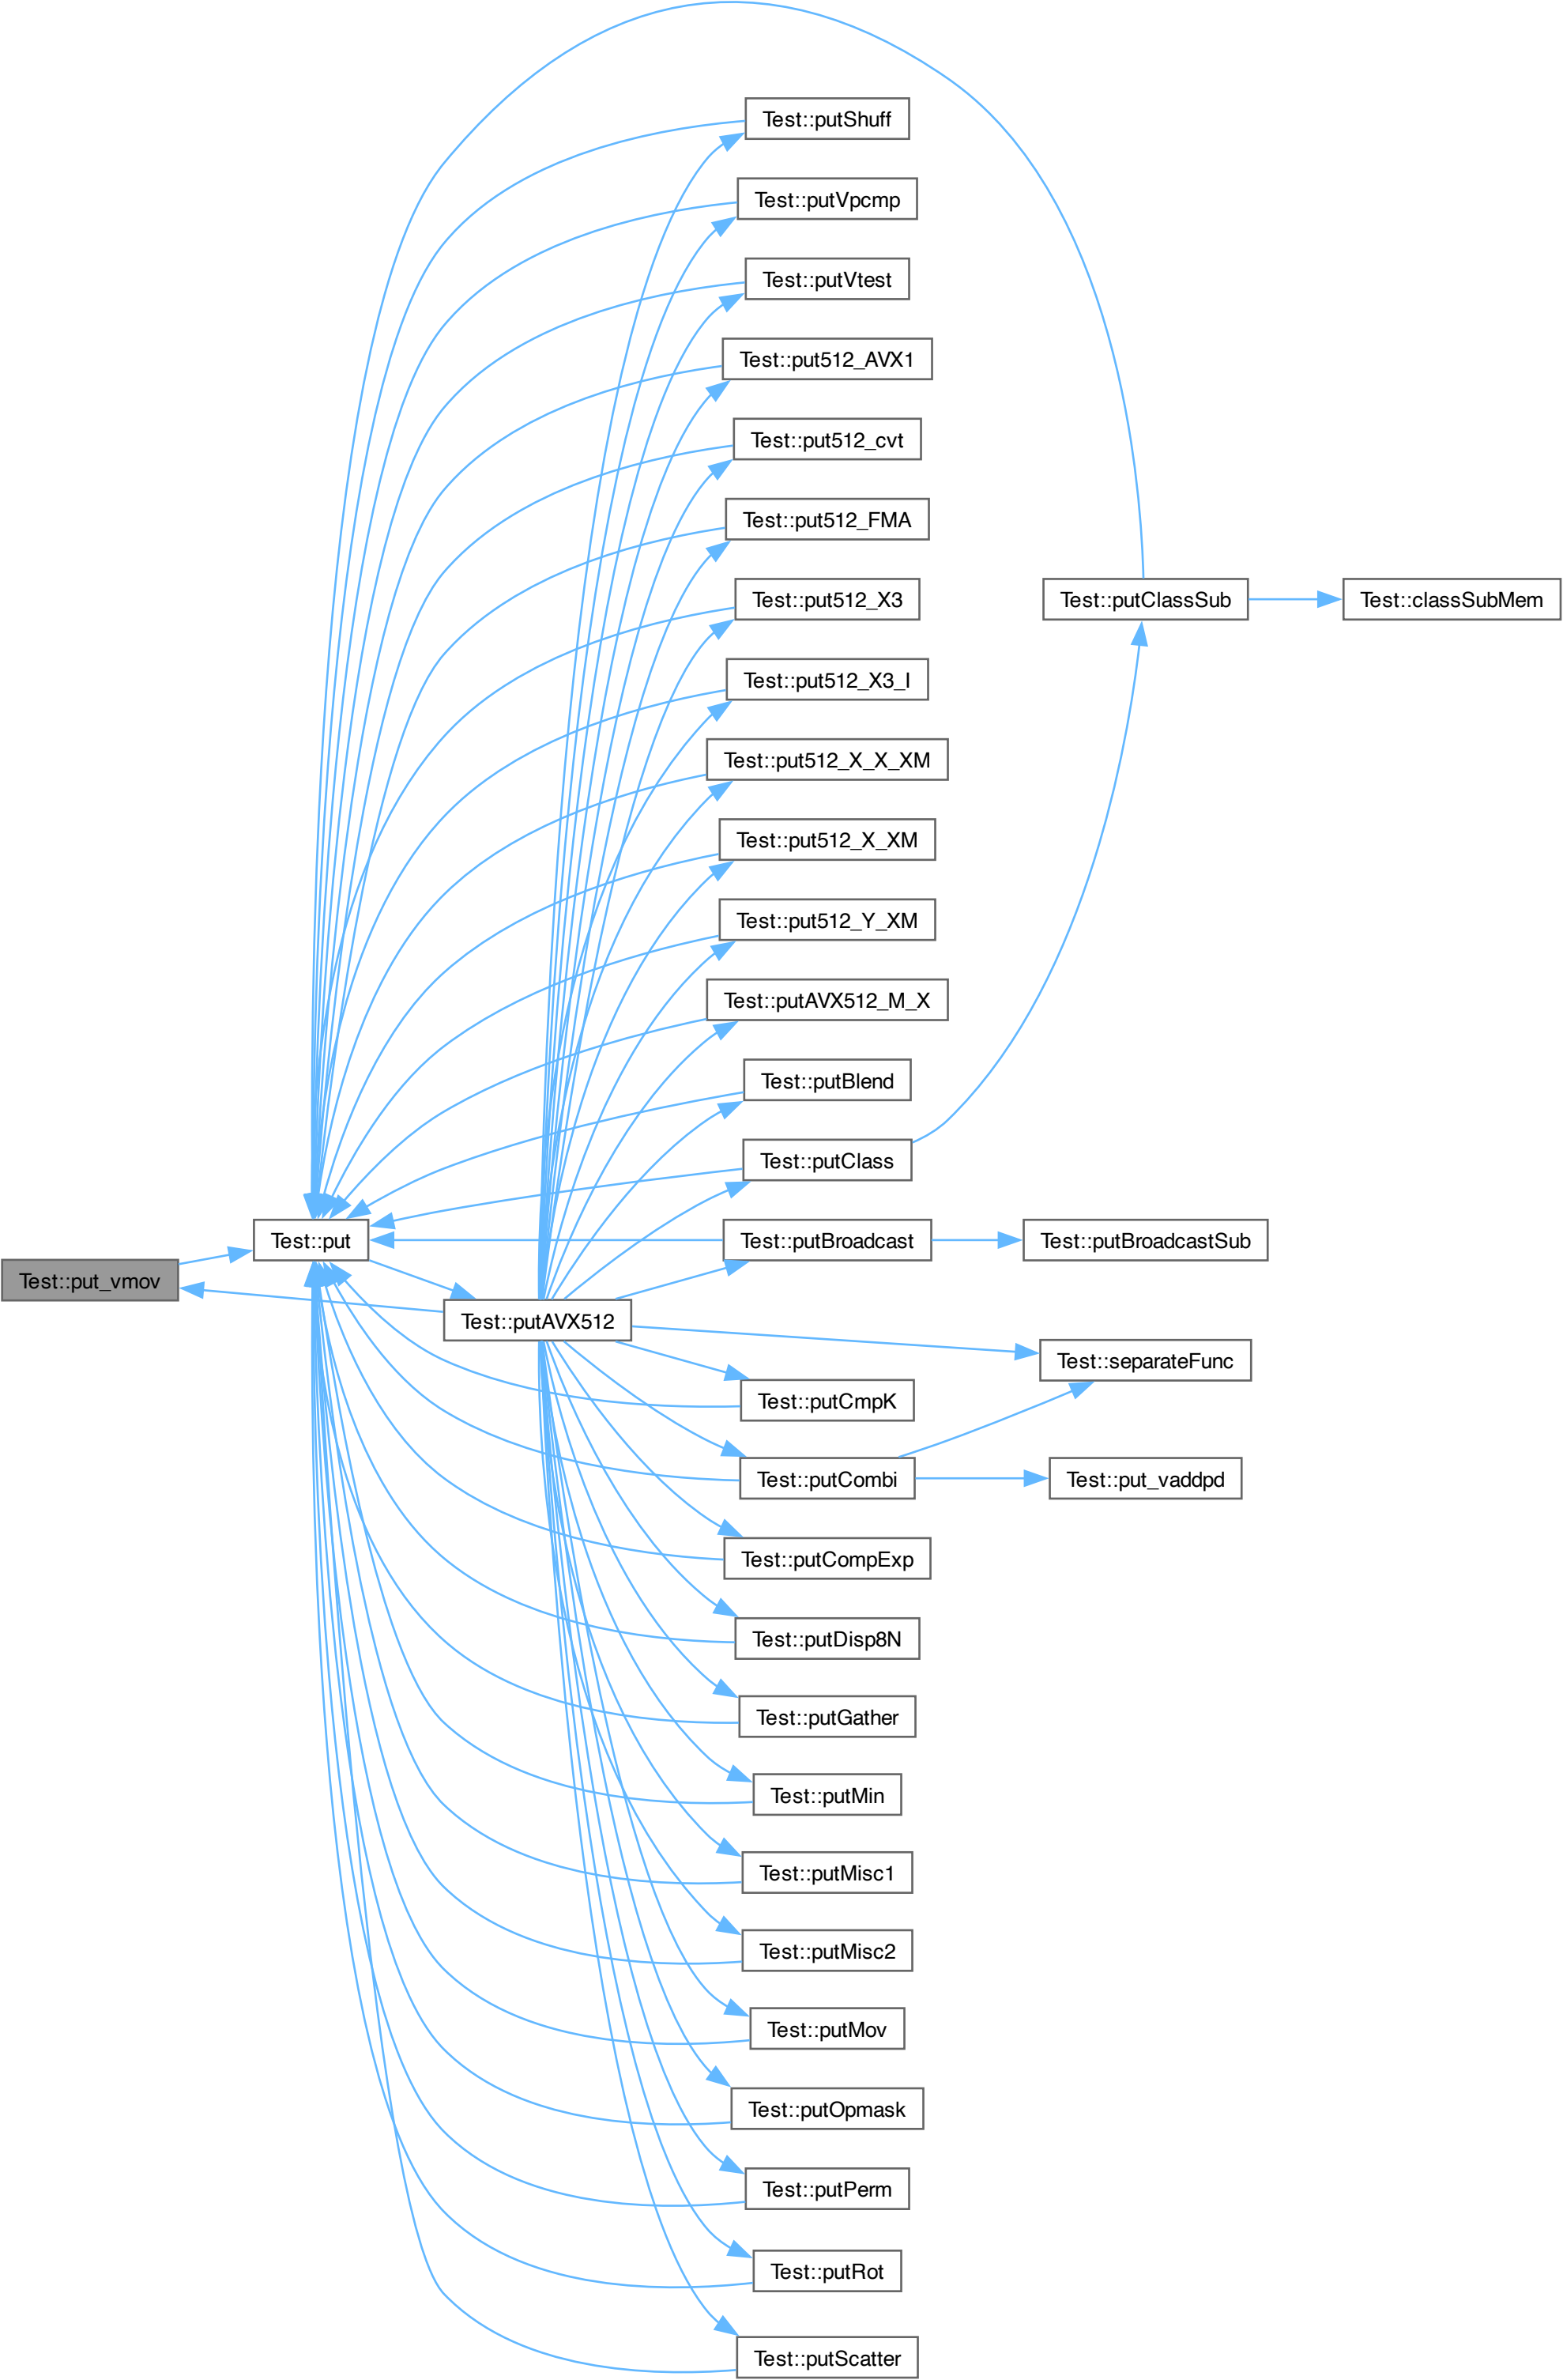 Test::putShuff
Test::putVpcmp
Test::putVtest
Test::put512_AVX1
Test::put512_cvt
Test::put512_FMA
Test::put512_X3
Test::putClassSub
Test::classSubMem
Test::put512_X3_I
Test::put512_X_X_XM
Test::put512_X_XM
Test::put512_Y_XM
Test::putAVX512_M_X
Test::putBlend
Test::putClass
Test::put
Test::putBroadcast
Test::putBroadcastSub
Test::put_vmov
Test::putAVX512
Test::separateFunc
Test::putCmpK
Test::putCombi
Test::put_vaddpd
Test::putCompExp
Test::putDisp8N
Test::putGather
Test::putMin
Test::putMisc1
Test::putMisc2
Test::putMov
Test::putOpmask
Test::putPerm
Test::putRot
Test::putScatter